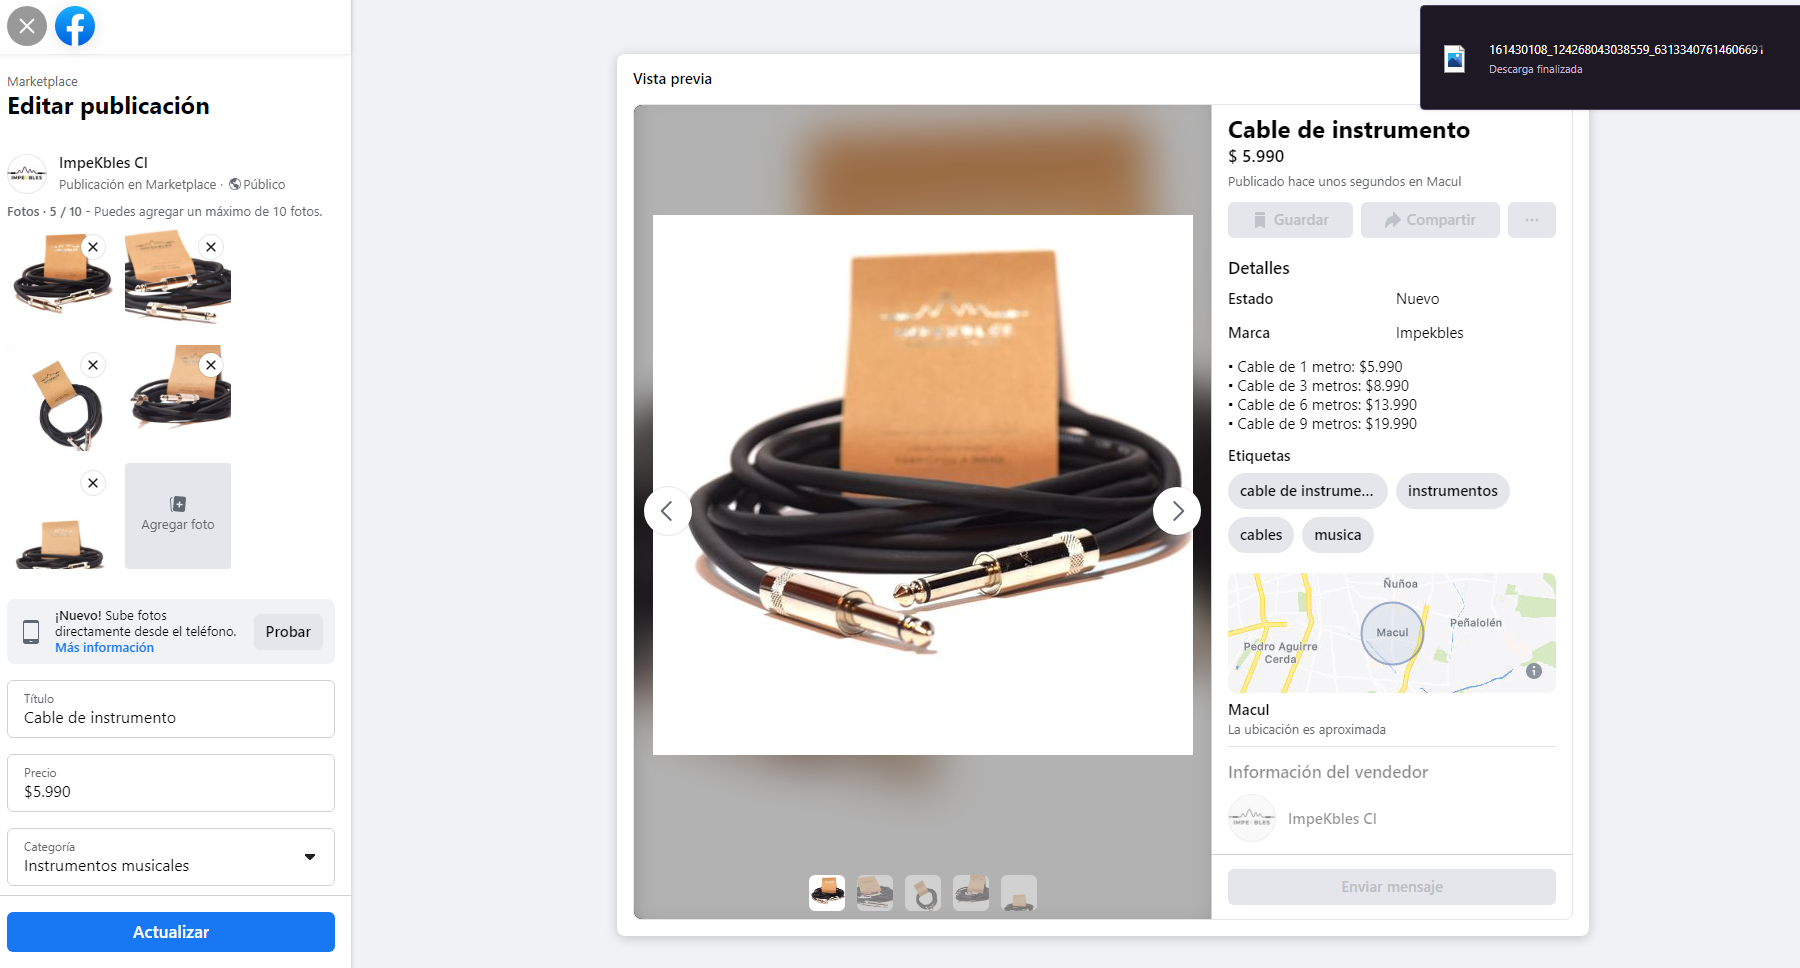 Marketplace
Editar publicación
ImpeKbles Cl
Publicación en Marketplace · Público
Fotos · 5 / 10 - Puedes agregar un máximo de 10 fotos.
Agregar foto
¡Nuevo! Sube fotos
directamente desde el teléfono.
Más información
Probar
Título
Cable de instrumento
Precio
$5.990
Categoría
Instrumentos musicales
Actualizar
Vista previa
161430108_124268043038559_6313340761460669
Descarga finalizada
Cable de instrumento
$ 5.990
Publicado hace unos segundos en Macul
Guardar
Compartir
Detalles
Estado Nuevo
Marca Impekbles
▪ Cable de 1 metro: $5.990
▪ Cable de 3 metros: $8.990
▪ Cable de 6 metros: $13.990
▪ Cable de 9 metros: $19.990
Etiquetas
cable de instrume...
instrumentos
cables
musica
Ñuñoa
Macul
Peñalolén
Pedro Aguirre
Cerda
Macul
La ubicación es aproximada
Información del vendedor
ImpeKbles Cl
Enviar mensaje